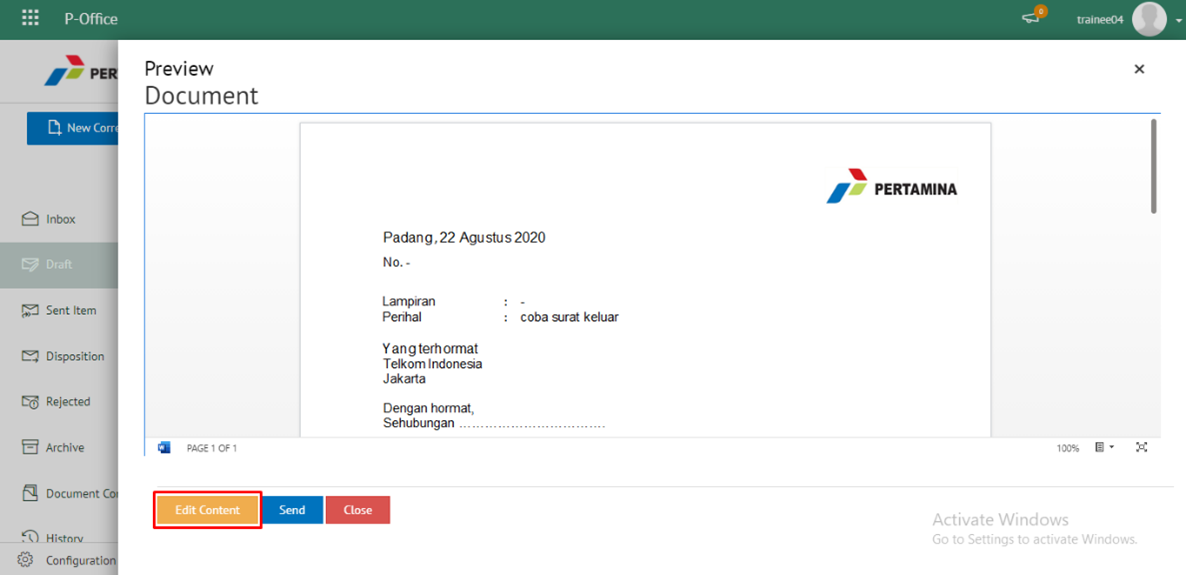 P-Office
0
trainee04
PER
New Corre
Inbox
Draft
Sent Item
Disposition
Rejected
Archive
Document Cor
History
Configuration
Preview
Document
PERTAMINA
Padang, 22 Agustus 2020
No. -
Lampiran : -
Perihal : coba surat keluar
Yang terhormat
Telkom Indonesia
Jakarta
Dengan hormat,
Sehubungan ……………………………
PAGE 1 OF 1
100%
Edit Content
Send
Close
Activate Windows
Go to Settings to activate Windows.